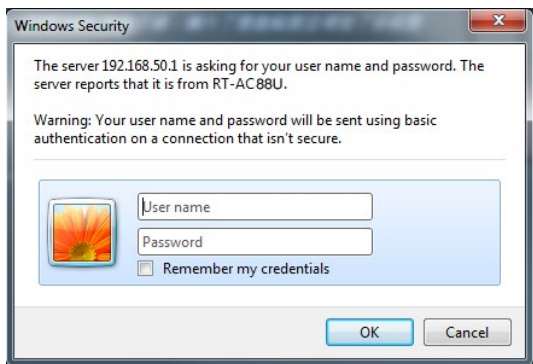 Windows Security
The server 192.168.50.1 is asking for your user name and password. The
server reports that it is from RT-AC88U.
Warning: Your user name and password will be sent using basic
authentication on a connection that isn't secure.
User name
Password
Remember my credentials
OK Cancel